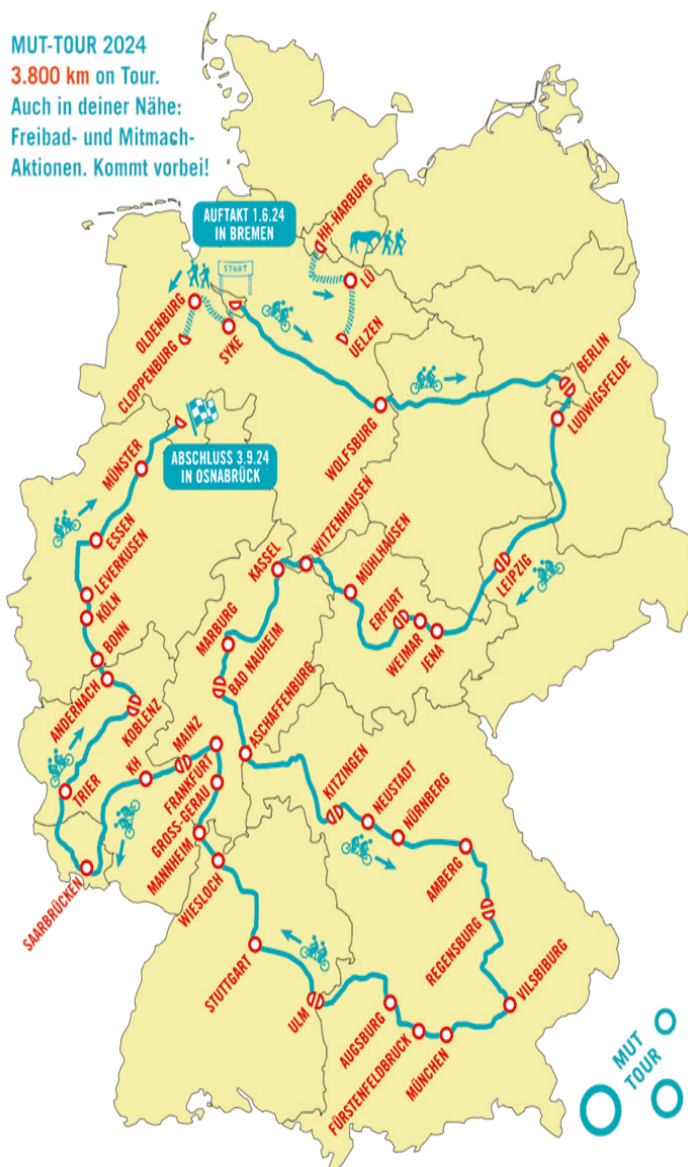 MUT-TOUR 2024
3.800 km on Tour.
Auch in deiner Nähe:
Freibad- und Mitmach-
Aktionen. Kommt vorbei!
AUFTAKT 1.6.24
IN BREMEN
HH-HARBURG
START
LÜ
UELZEN
OLDENBURG
CLOPPENBURG
SYKE
BERLIN
LUDWIGSFELDE
WOLFSBURG
ABSCHLUSS 3.9.24
IN OSNABRÜCK
MÜNSTER
ESSEN
LEVERKUSEN
KÖLN
BONN
ANDERNACH
KOBLENZ
TRIER
SAARBRÜCKEN
KH
MAINZ
FRANKFURT
GROSS-GERAU
MANNHEIM
WIESLOCH
STUTTGART
ULM
AUGSBURG
FÜRSTENFELDBRUCK
MÜNCHEN
VILSBIBURG
REGENSBURG
AMBERG
NÜRNBERG
NEUSTADT
KITZINGEN
ASCHAFFENBURG
BAD NAUHEIM
MARBURG
KASSEL
WITZENHAUSEN
MÜHLHAUSEN
ERFURT
WEIMAR
JENA
LEIPZIG
MUT
TOUR